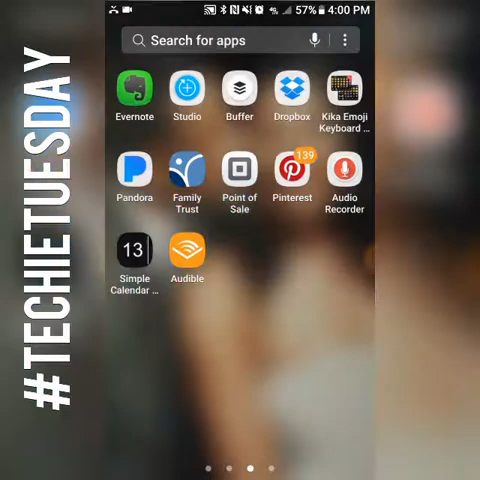 57% 4:00 PM
Search for apps
Evernote
Studio
Buffer
Dropbox
Kika Emoji
Keyboard ...
Pandora
Family
Trust
Point of
Sale
139
Pinterest
Audio
Recorder
13
Simple
Calendar ...
Audible
#TECHIETUESDAY